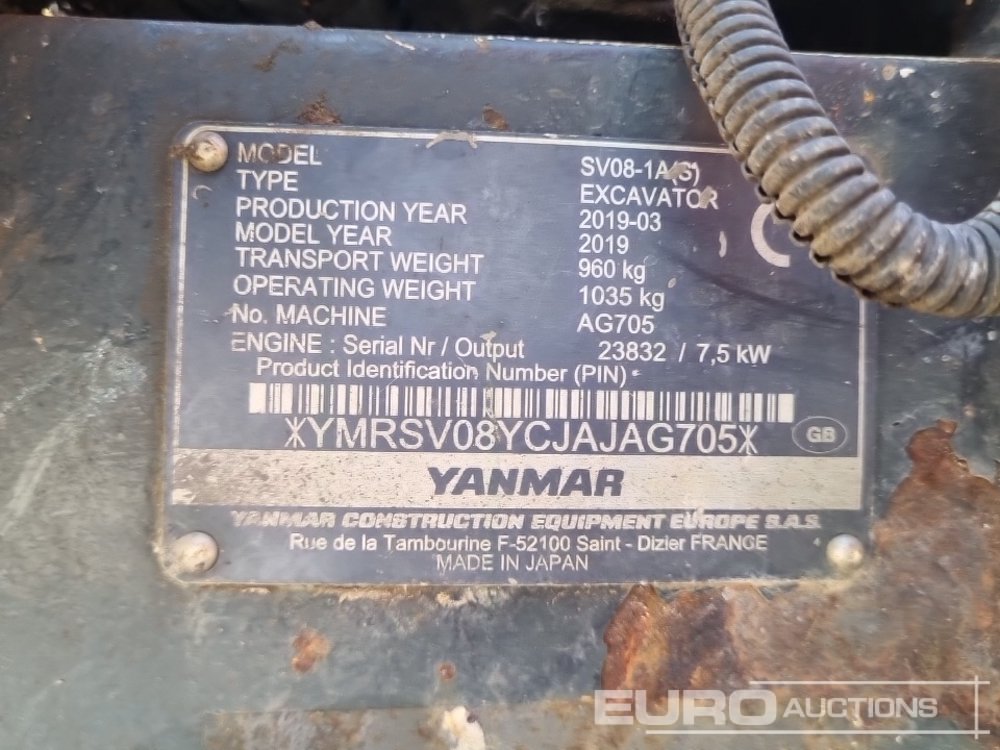 MODEL SV08-1A(S)
TYPE EXCAVATOR
PRODUCTION YEAR 2019-03
MODEL YEAR 2019
TRANSPORT WEIGHT 960 kg
OPERATING WEIGHT 1035 kg
No. MACHINE AG705
ENGINE : Serial Nr / Output 23832 / 7,5 kW
Product Identification Number (PIN)
*YMRSV08YCJAJAG705*
GB
YANMAR
YANMAR CONSTRUCTION EQUIPMENT EUROPE S.A.S.
Rue de la Tambourine F-52100 Saint - Dizier FRANCE
MADE IN JAPAN
EURO AUCTIONS